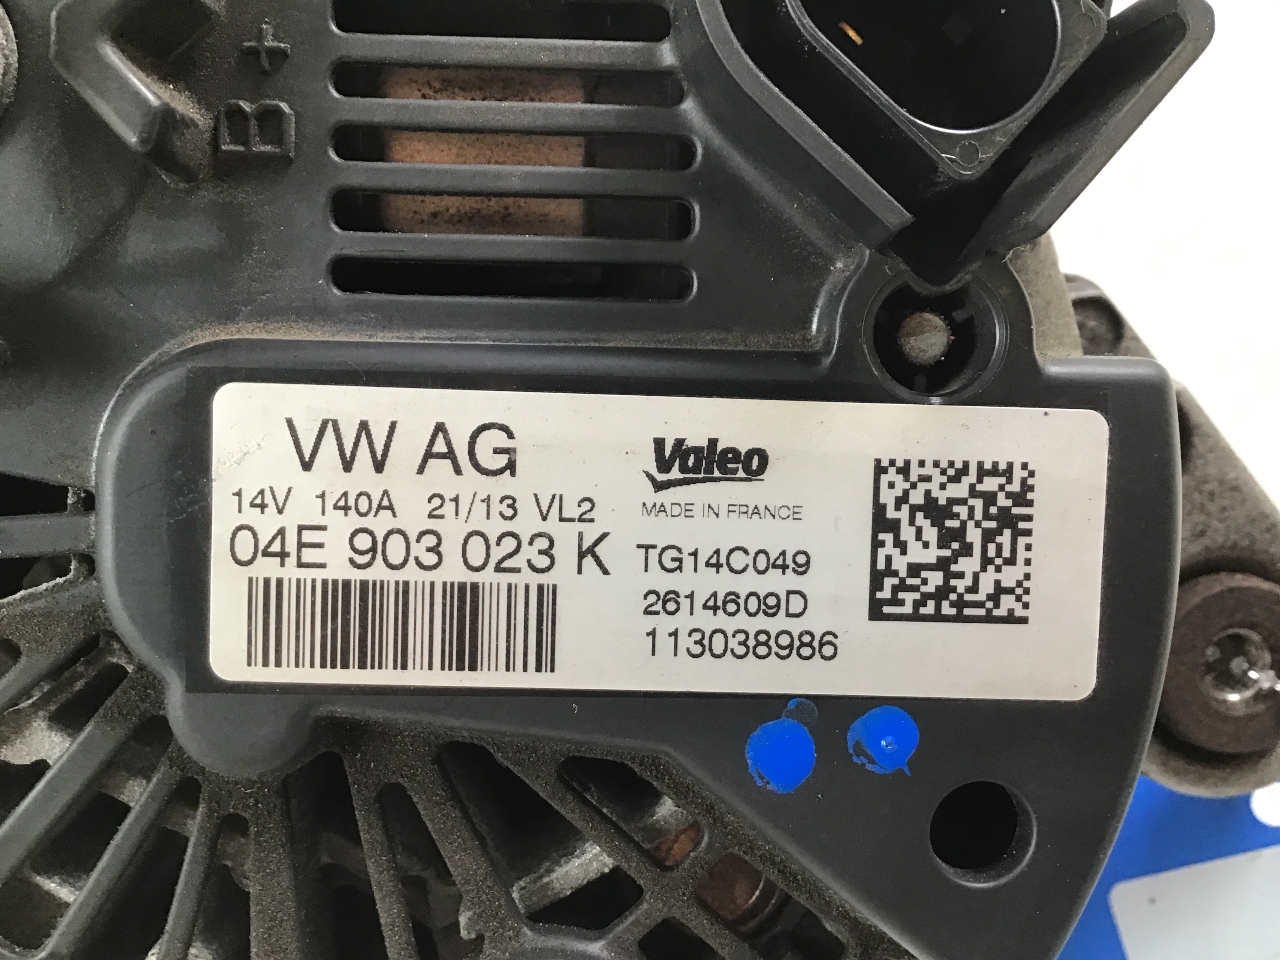 B+
VW AG
14V 140A 21/13 VL2
04E 903 023 K
Valeo
MADE IN FRANCE
TG14C049
2614609D
113038986